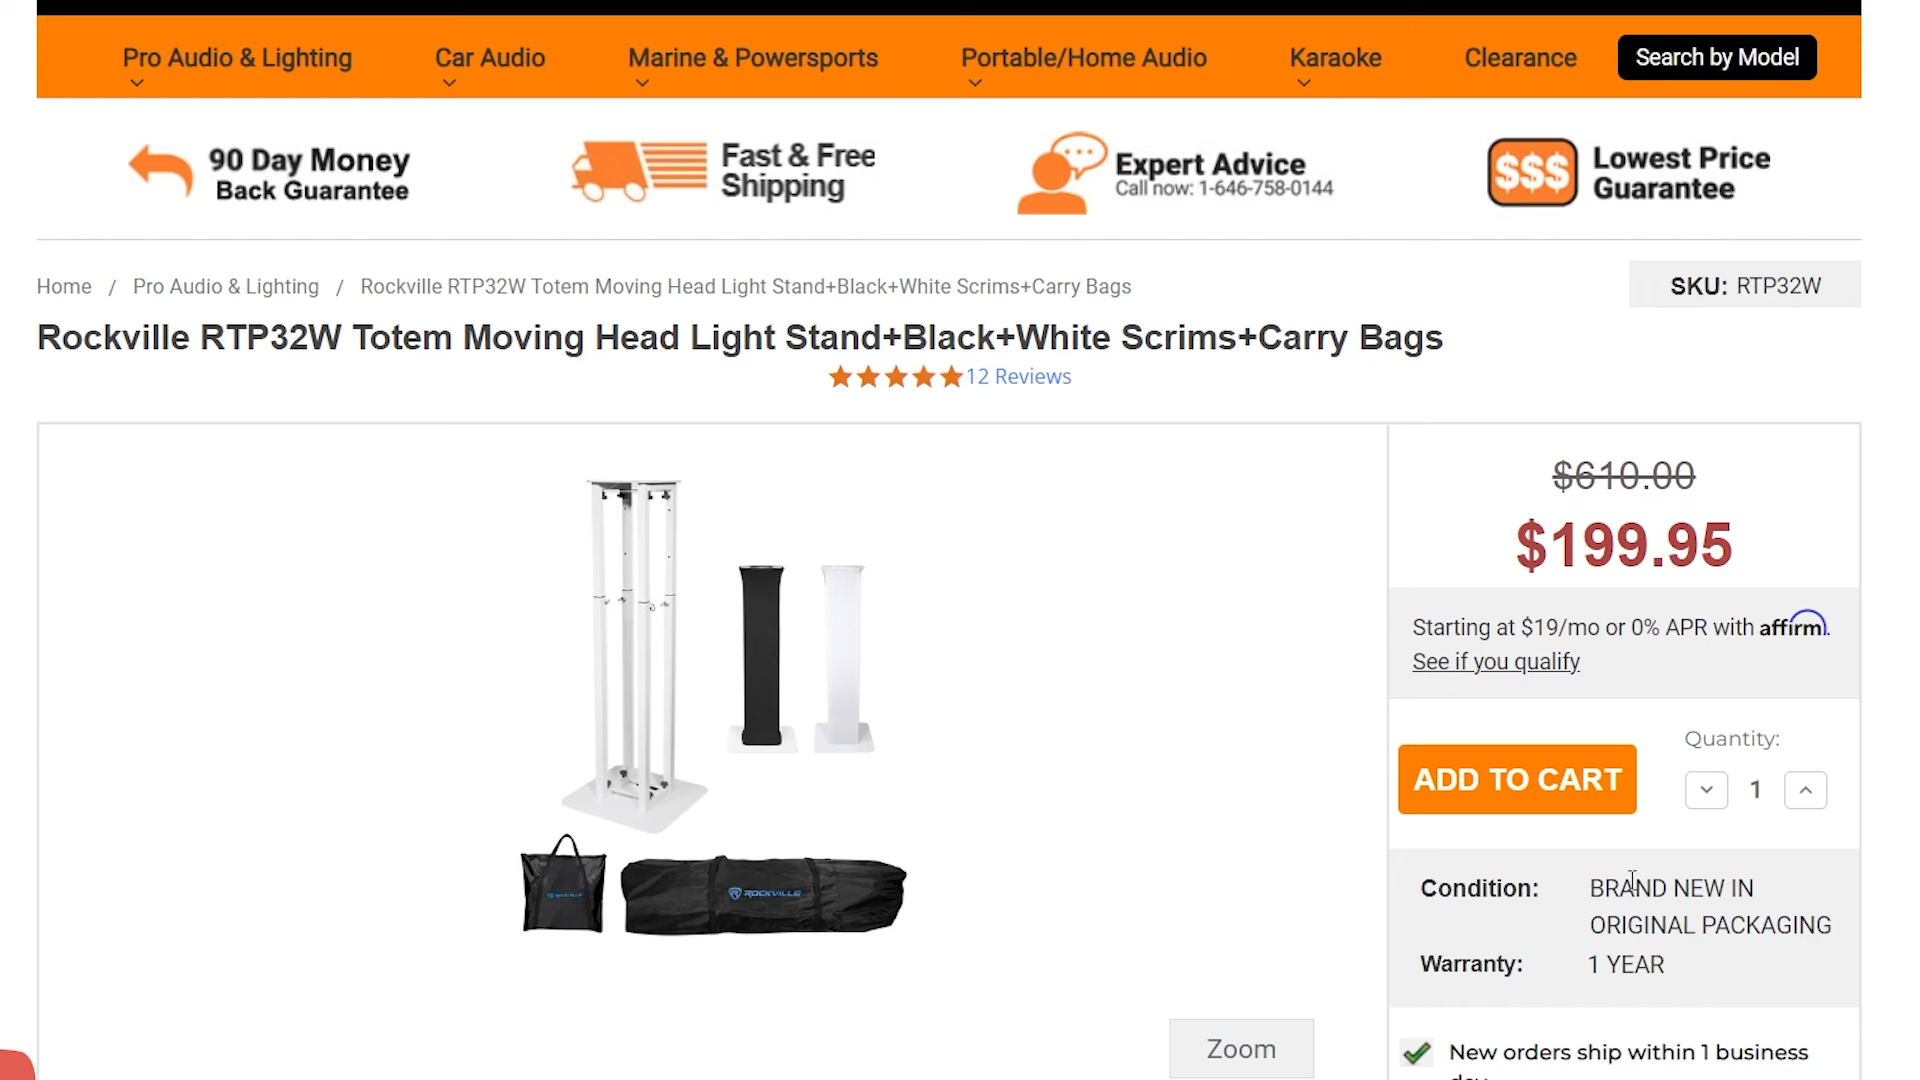 Pro Audio & Lighting
Car Audio
Marine & Powersports
Portable/Home Audio
Karaoke
Clearance
Search by Model
90 Day Money
Back Guarantee
Fast & Free
Shipping
Expert Advice
Call now: 1-646-758-0144
$$$
Lowest Price
Guarantee
Home / Pro Audio & Lighting / Rockville RTP32W Totem Moving Head Light Stand+Black+White Scrims+Carry Bags
SKU: RTP32W
Rockville RTP32W Totem Moving Head Light Stand+Black+White Scrims+Carry Bags
12 Reviews
$610.00
$199.95
Starting at $19/mo or 0% APR with affirm.
See if you qualify
Quantity:
ADD TO CART
1
Condition: BRAND NEW IN
ORIGINAL PACKAGING
Warranty: 1 YEAR
ROCKVILLE
ROCKVILLE
Zoom
New orders ship within 1 business